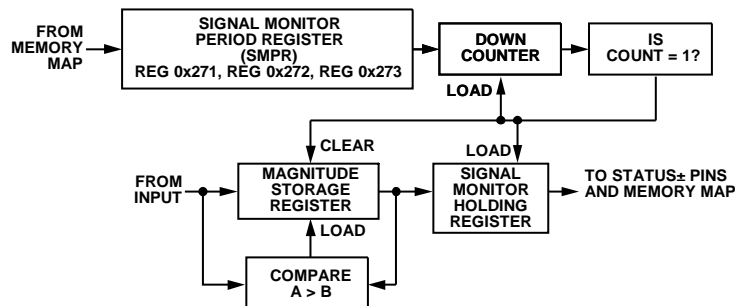 FROM
MEMORY
MAP
SIGNAL MONITOR
PERIOD REGISTER
(SMPR)
REG 0x271, REG 0x272, REG 0x273
DOWN
COUNTER
IS
COUNT = 1?
LOAD
CLEAR
LOAD
FROM
INPUT
MAGNITUDE
STORAGE
REGISTER
SIGNAL
MONITOR
HOLDING
REGISTER
TO STATUS± PINS
AND MEMORY MAP
LOAD
COMPARE
A > B